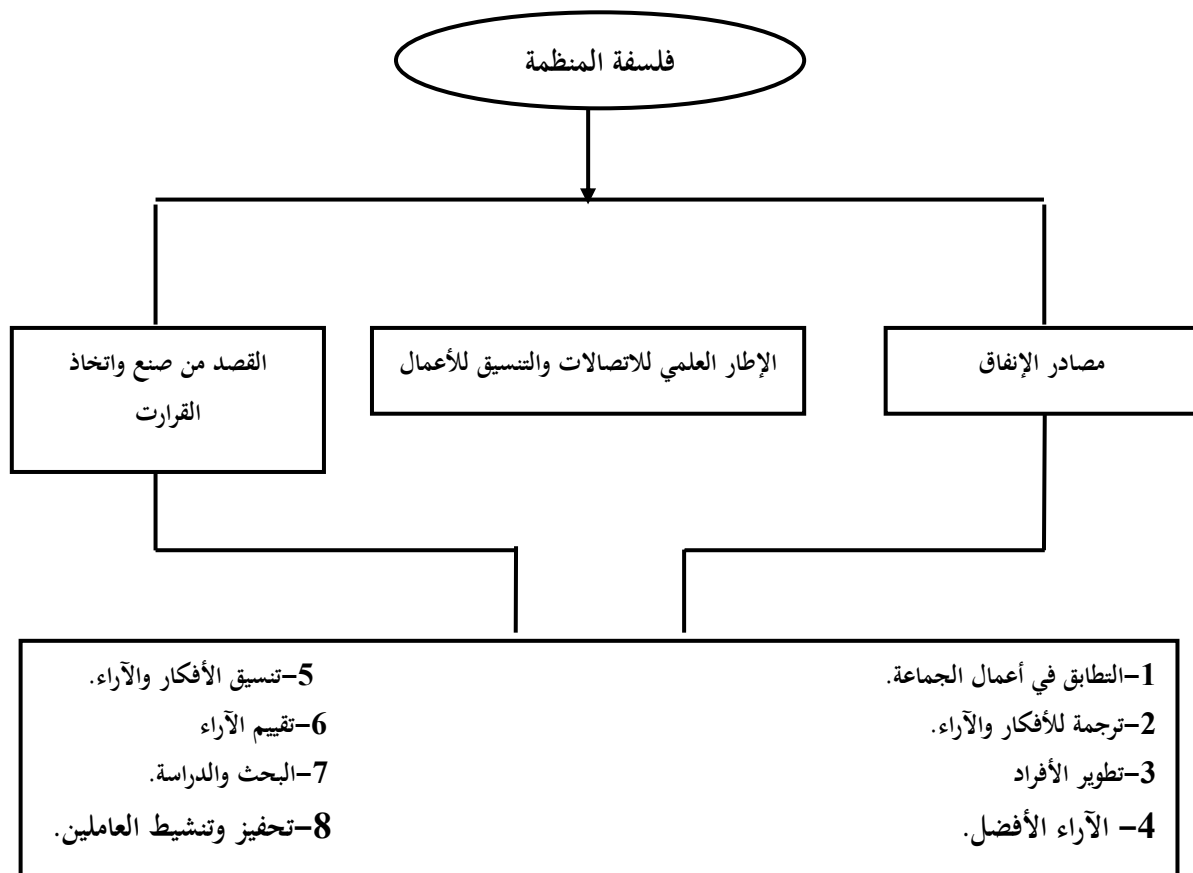 فلسفة المنظمة
مصادر الإنفاق
الإطار العلمي للاتصالات والتنسيق للأعمال
القصد من صنع واتخاذ
القرارت
1-التطابق في أعمال الجماعة.
2-ترجمة للأفكار والآراء.
3-تطوير الأفراد
4- الآراء الأفضل.
5-تنسيق الأفكار والآراء.
6-تقييم الآراء
7-البحث والدراسة.
8-تحفيز وتنشيط العاملين.